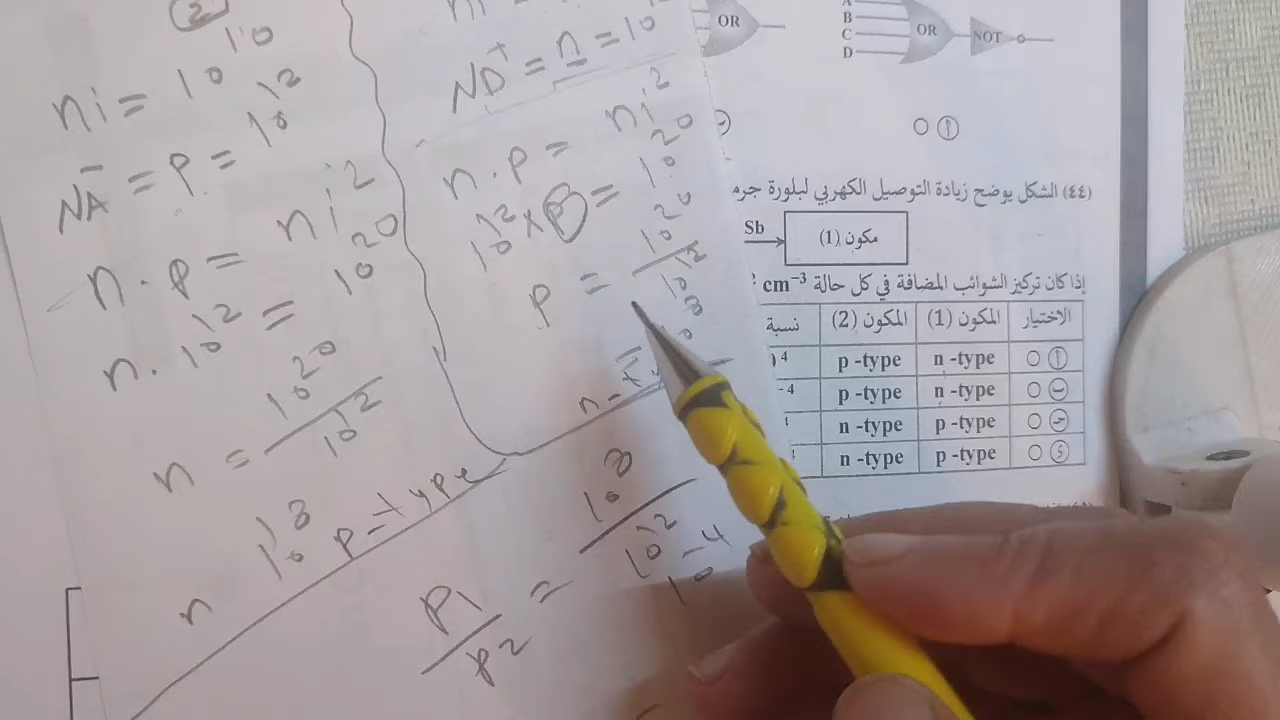 2
ni = 10^10
NA^- = p = 10^12
n . p = ni^2
n . 10^12 = 10^20
n = 10^20 / 10^12
n 10^8
p-type
ND^+ = n = 10^12
n . p = ni^2
10^12 × P = 10^20
p = 10^20 / 10^12
= 10^8
P1 / P2 = 10^8 / 10^12
10^-4
OR
A
B
C
D
OR
NOT
أ
(٤٤) الشكل يوضح زيادة التوصيل الكهربي لبلورة جرم
Sb
مكون (1)
إذا كان تركيز الشوائب المضافة في كل حالة cm⁻³
الاختيار المكون (1) المكون (2) نسبة
أ n -type p -type
ب n -type p -type
ج p -type n -type
د p -type n -type